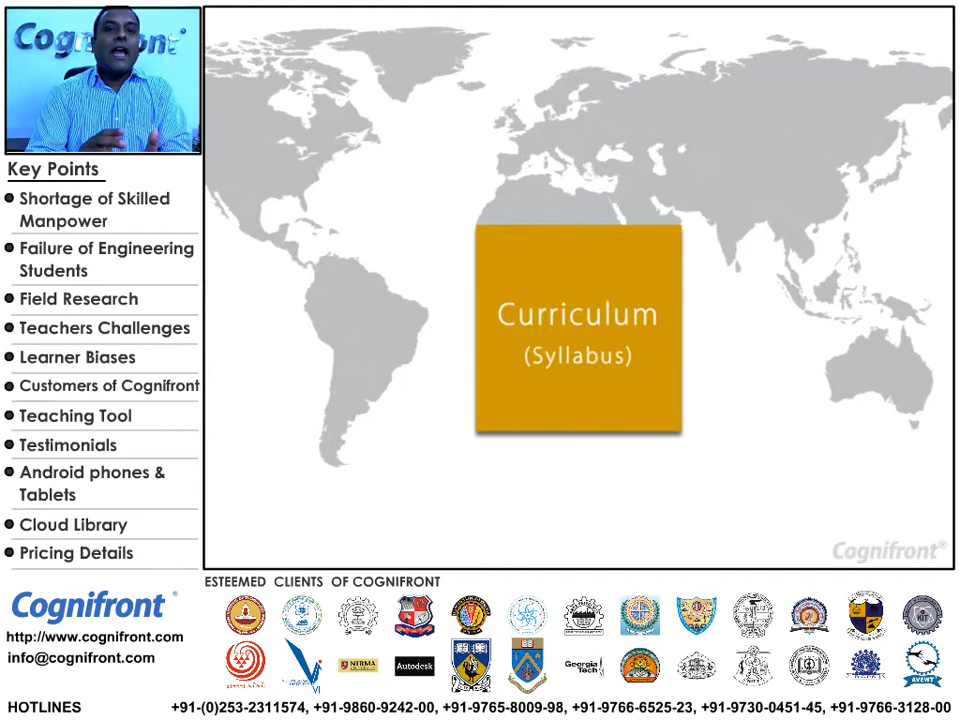 Cognifront®
Key Points
Shortage of Skilled
Manpower
Failure of Engineering
Students
Field Research
Teachers Challenges
Learner Biases
Customers of Cognifront
Teaching Tool
Testimonials
Android phones &
Tablets
Cloud Library
Pricing Details
Curriculum
(Syllabus)
Cognifront®
ESTEEMED CLIENTS OF COGNIFRONT
NIRMA
Autodesk
Georgia
Tech
KIT
VI
AVENT
Cognifront
http://www.cognifront.com
info@cognifront.com
HOTLINES
+91-(0)253-2311574, +91-9860-9242-00, +91-9765-8009-98, +91-9766-6525-23, +91-9730-0451-45, +91-9766-3128-00